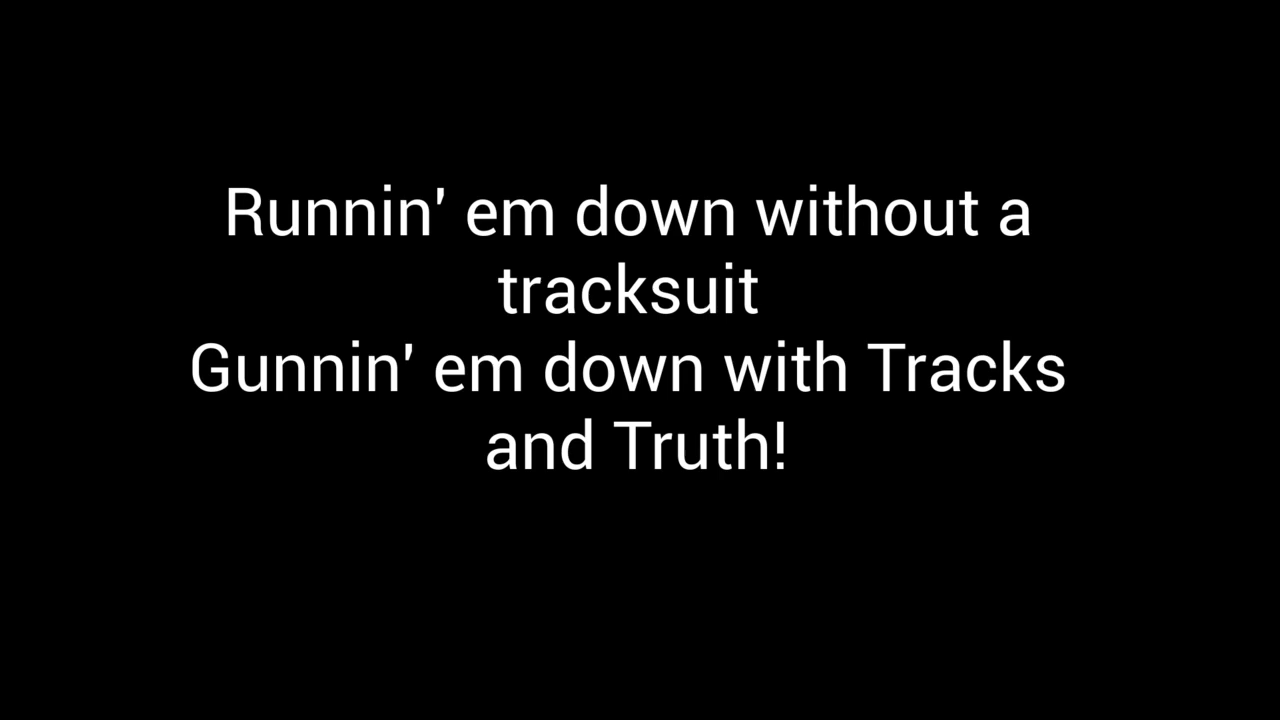 Runnin' em down without a
tracksuit
Gunnin' em down with Tracks
and Truth!